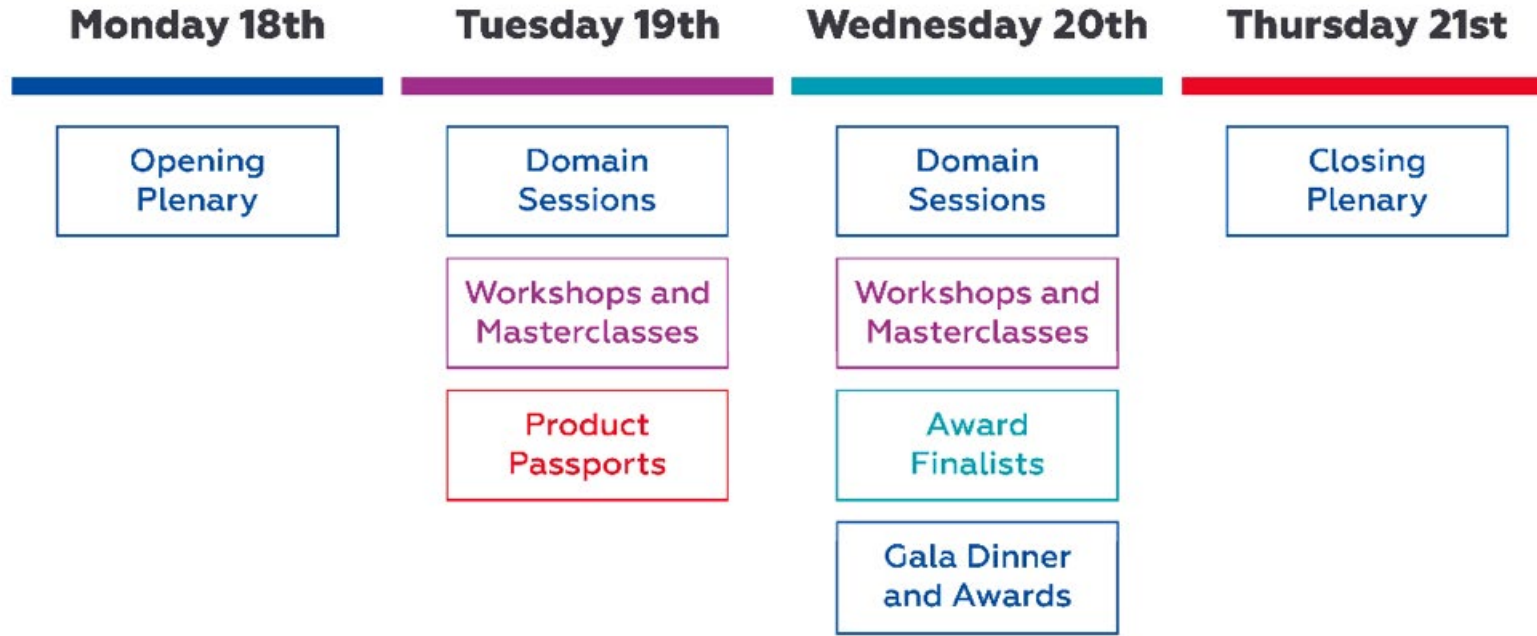 Monday 18th
Tuesday 19th
Wednesday 20th
Thursday 21st
Opening
Plenary
Domain
Sessions
Domain
Sessions
Closing
Plenary
Workshops and
Masterclasses
Workshops and
Masterclasses
Product
Passports
Award
Finalists
Gala Dinner
and Awards